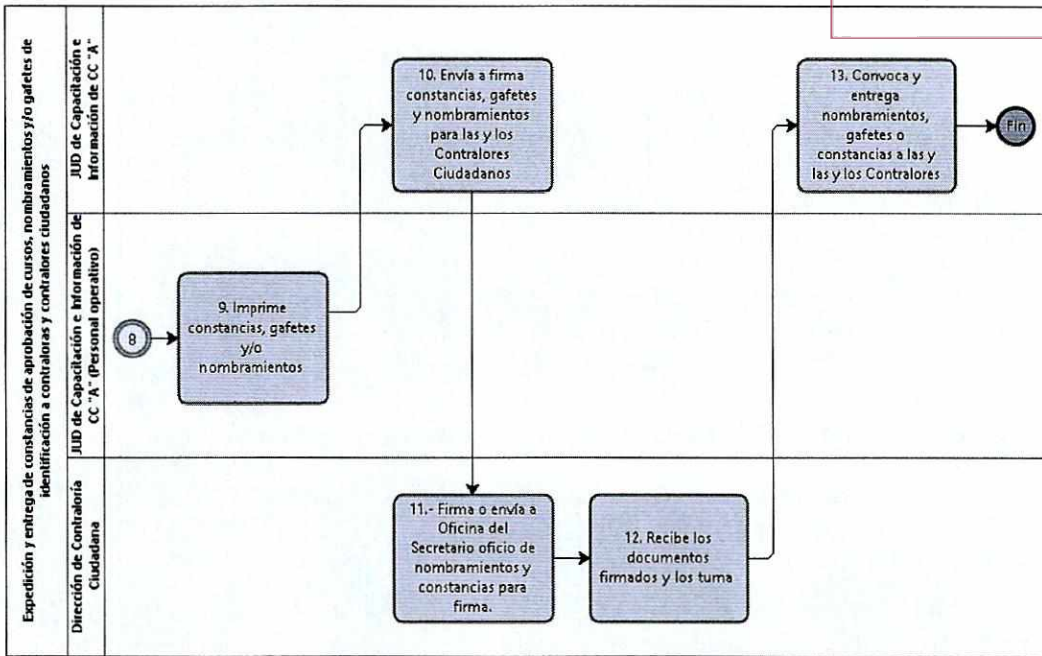 Expedición y entrega de constancias de aprobación de cursos, nombramientos y/o gafetes de
identificación a contraloras y contralores ciudadanos
JUD de Capacitación e
Información de CC "A"
10. Envía a firma
constancias, gafetes
y nombramientos
para las y los
Contralores
Ciudadanos
13. Convoca y
entrega
nombramientos,
gafetes o
constancias a las y
las y los Contralores
Fin
JUD de Capacitación e Información de
CC "A" (Personal operativo)
8
9. Imprime
constancias, gafetes
y/o
nombramientos
Dirección de Contraloría
Ciudadana
11.- Firma o envía a
Oficina del
Secretario oficio de
nombramientos y
constancias para
firma.
12. Recibe los
documentos
firmados y los turna